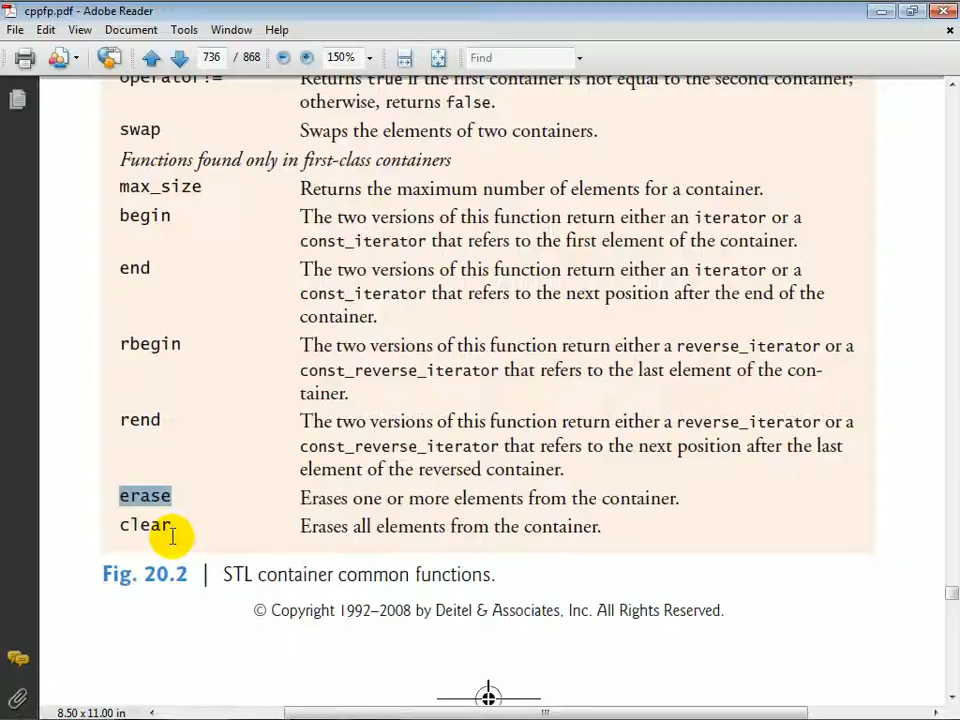 cppfp.pdf - Adobe Reader
File Edit View Document Tools Window Help
736 / 868 150% Find
operator!= Returns true if the first container is not equal to the second container;
otherwise, returns false.
swap Swaps the elements of two containers.
Functions found only in first-class containers
max_size Returns the maximum number of elements for a container.
begin The two versions of this function return either an iterator or a
const_iterator that refers to the first element of the container.
end The two versions of this function return either an iterator or a
const_iterator that refers to the next position after the end of the
container.
rbegin The two versions of this function return either a reverse_iterator or a
const_reverse_iterator that refers to the last element of the con-
tainer.
rend The two versions of this function return either a reverse_iterator or a
const_reverse_iterator that refers to the next position after the last
element of the reversed container.
erase Erases one or more elements from the container.
clear Erases all elements from the container.
Fig. 20.2 | STL container common functions.
© Copyright 1992–2008 by Deitel & Associates, Inc. All Rights Reserved.
8.50 x 11.00 in